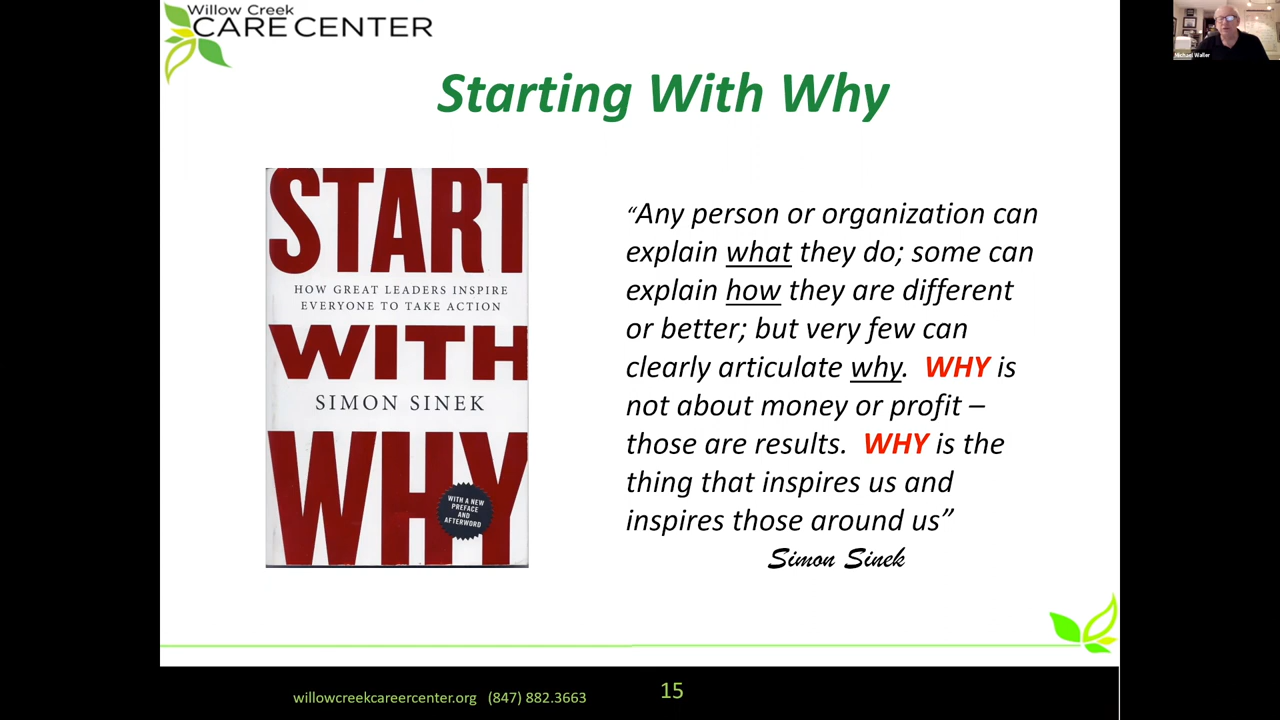 Willow Creek
CARE CENTER
Michael Waller
Starting With Why
START
HOW GREAT LEADERS INSPIRE
EVERYONE TO TAKE ACTION
WITH
SIMON SINEK
WHY
WITH A NEW
PREFACE
AND
AFTERWORD
“Any person or organization can
explain what they do; some can
explain how they are different
or better; but very few can
clearly articulate why. WHY is
not about money or profit –
those are results. WHY is the
thing that inspires us and
inspires those around us”
Simon Sinek
willowcreekcareercenter.org (847) 882.3663
15